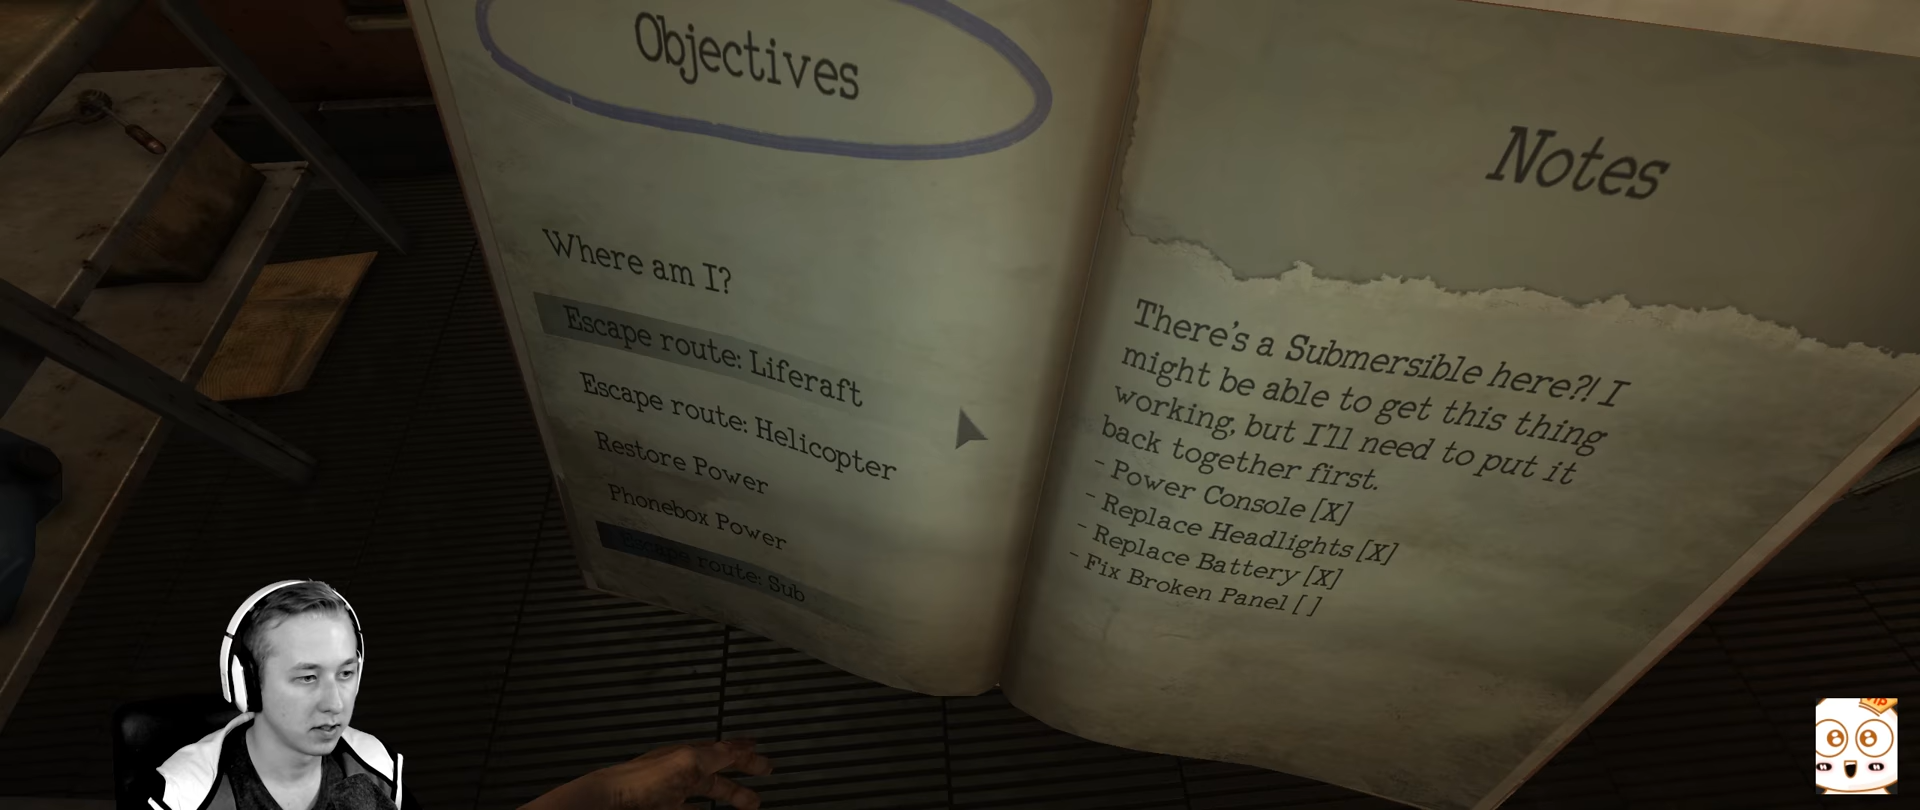 Objectives
Where am I?
Escape route: Liferaft
Escape route: Helicopter
Restore Power
Phonebox Power
Escape route: Sub
Notes
There's a Submersible here?! I
might be able to get this thing
working, but I'll need to put it
back together first.
- Power Console [X]
- Replace Headlights [X]
- Replace Battery [X]
- Fix Broken Panel [ ]